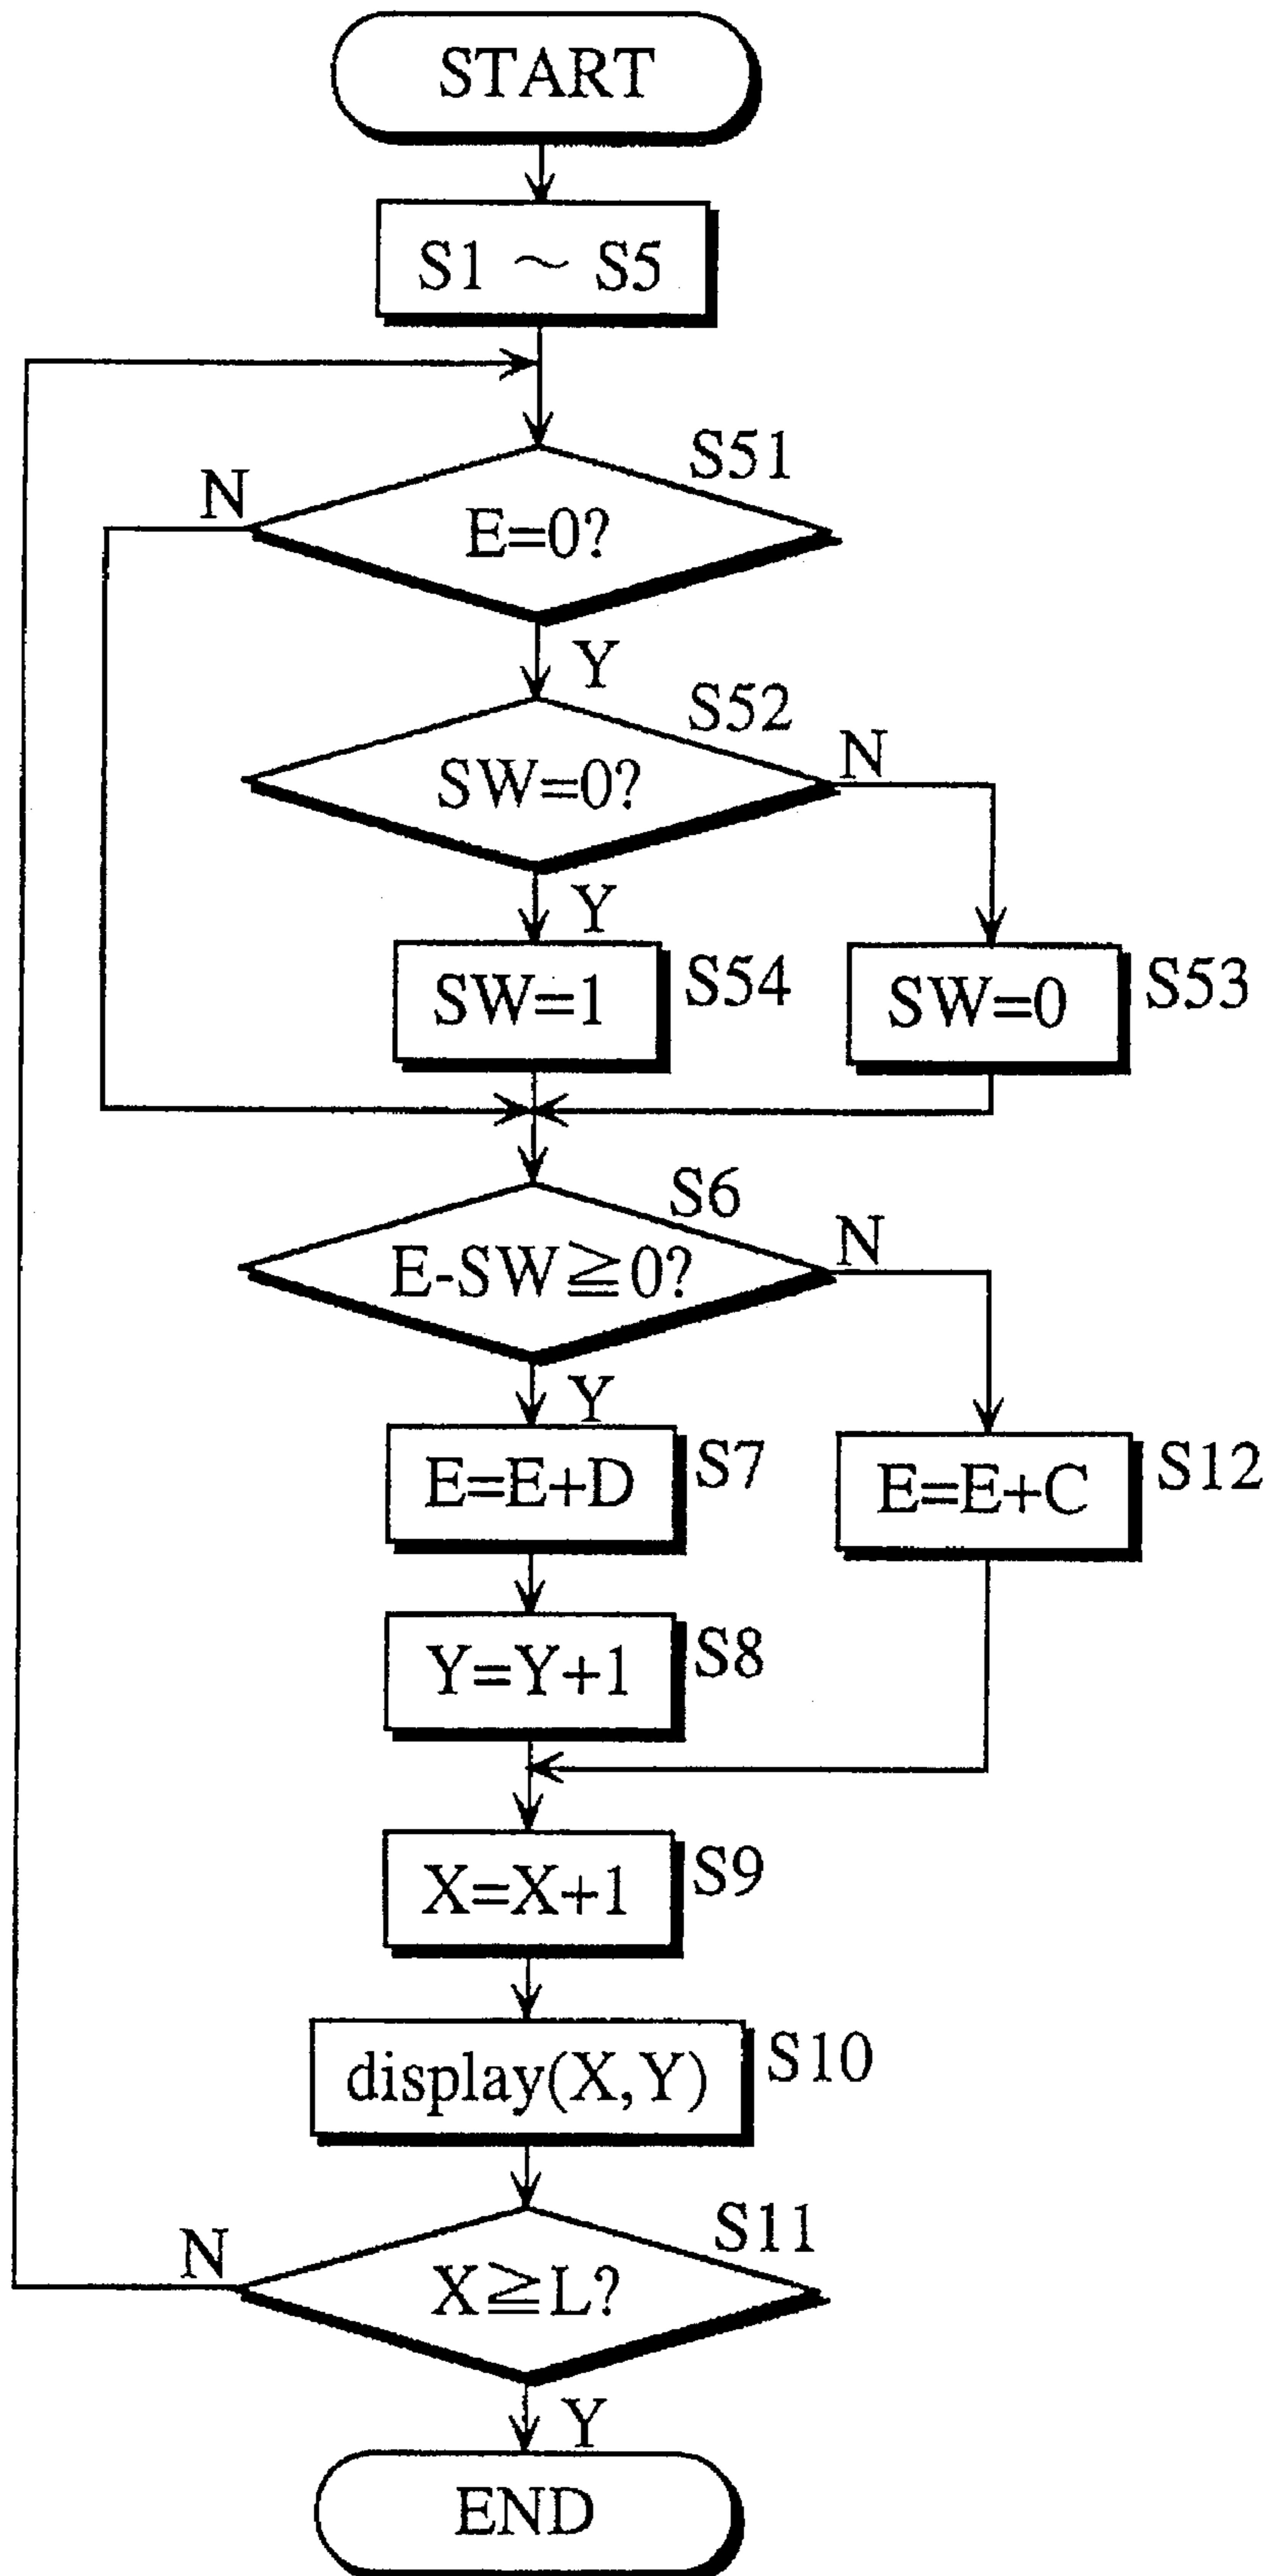 START
S1 ～ S5
S51
N
E=0?
Y
S52
N
SW=0?
Y
SW=1
S54
SW=0
S53
S6
N
E-SW≧0?
Y
E=E+D
S7
E=E+C
S12
Y=Y+1
S8
X=X+1
S9
display(X,Y)
S10
S11
N
X≧L?
Y
END